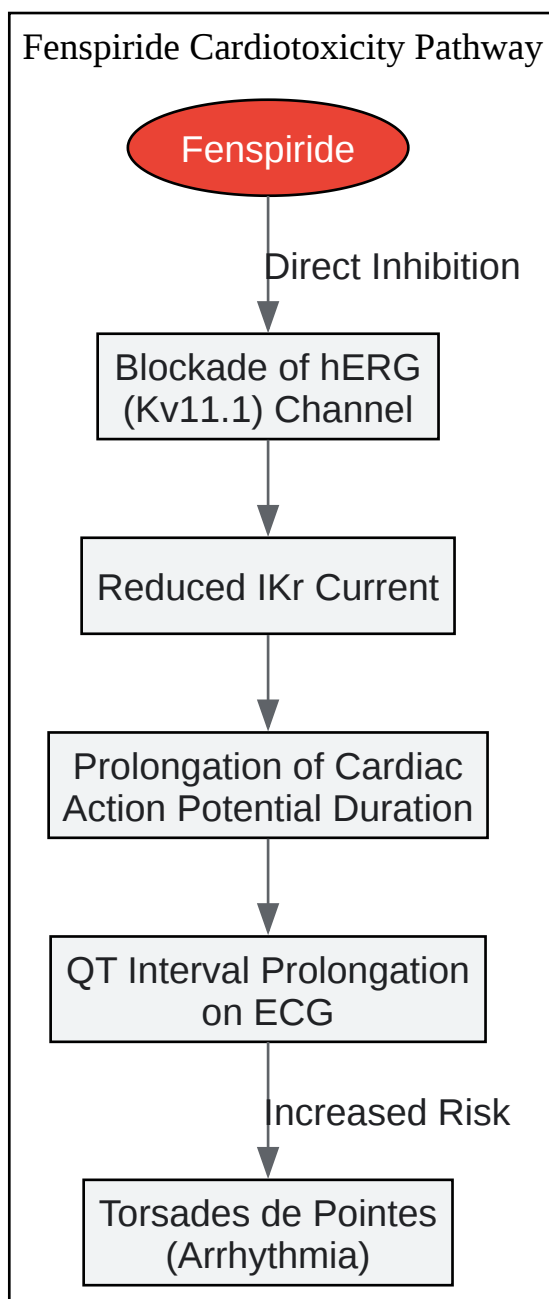 Fenspiride Cardiotoxicity Pathway
Fenspiride
Direct Inhibition
Blockade of hERG
(Kv11.1) Channel
Reduced IKr Current
Prolongation of Cardiac
Action Potential Duration
QT Interval Prolongation
on ECG
Increased Risk
Torsades de Pointes
(Arrhythmia)